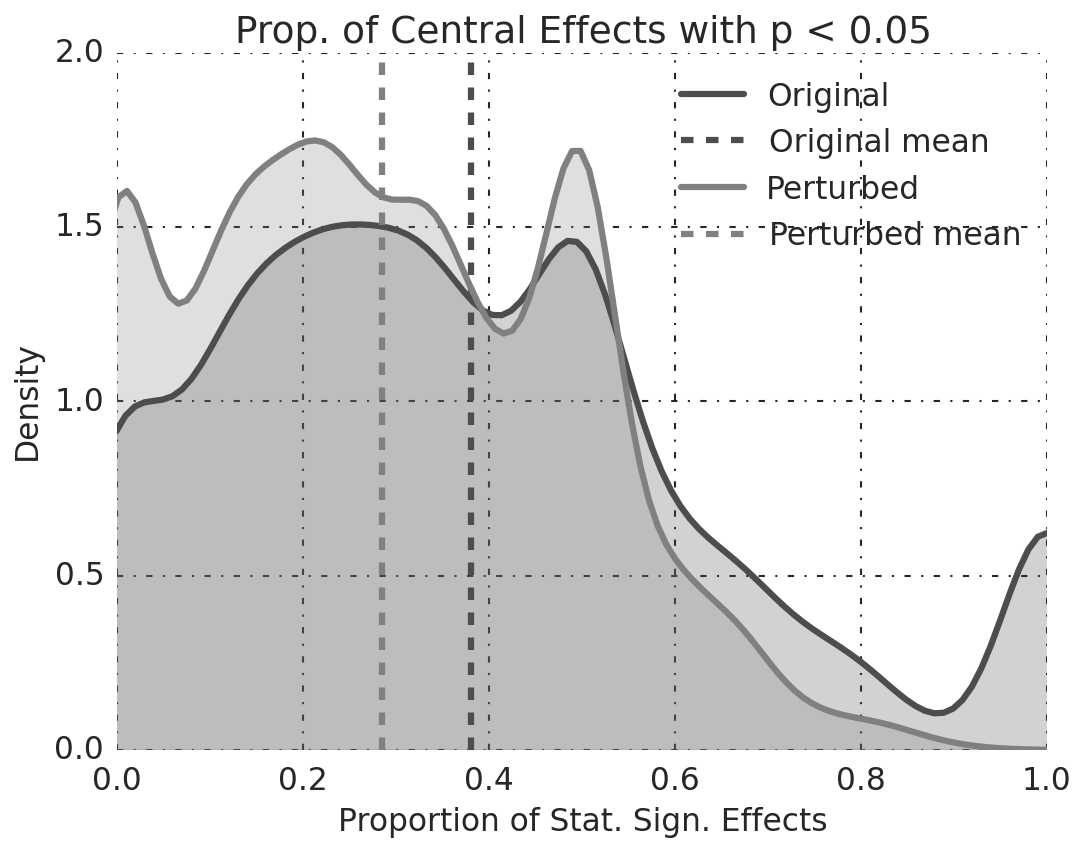 Prop. of Central Effects with p < 0.05
2.0
1.5
1.0
0.5
0.0
Density
Original
Original mean
Perturbed
Perturbed mean
0.0 0.2 0.4 0.6 0.8 1.0
Proportion of Stat. Sign. Effects